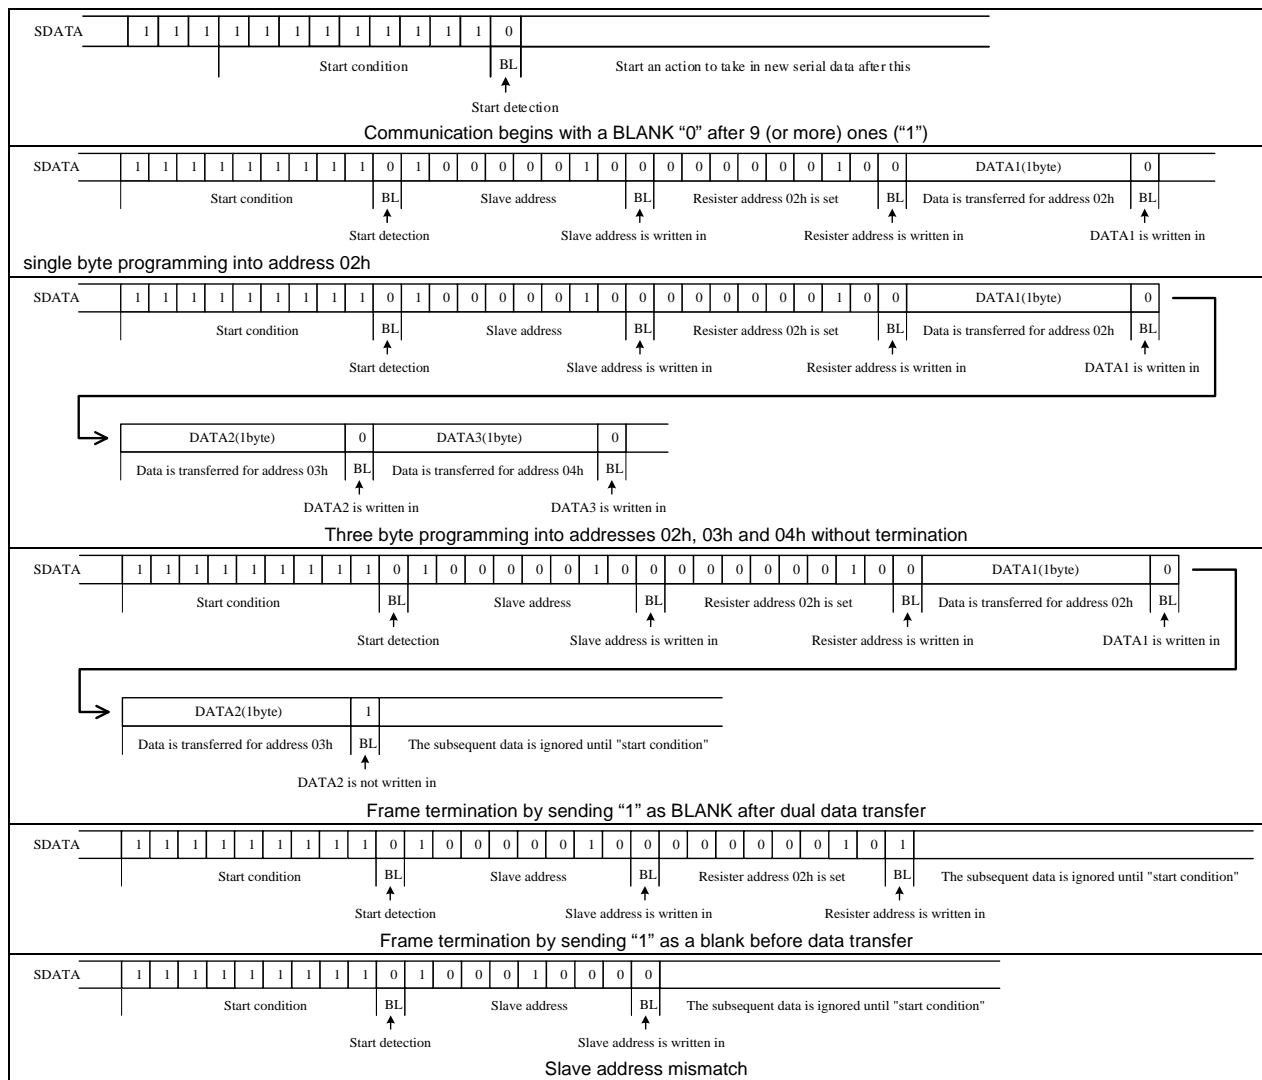 SDATA 1 1 1 1 1 1 1 1 1 1 1 1 0
Start condition BL Start an action to take in new serial data after this
Start detection
Communication begins with a BLANK “0” after 9 (or more) ones (“1”)
SDATA 1 1 1 1 1 1 1 1 1 0 1 0 0 0 0 0 1 0 0 0 0 0 0 0 0 1 0 0 DATA1(1byte) 0
Start condition BL Slave address BL Resister address 02h is set BL Data is transferred for address 02h BL
Start detection Slave address is written in Resister address is written in DATA1 is written in
single byte programming into address 02h
SDATA 1 1 1 1 1 1 1 1 1 0 1 0 0 0 0 0 1 0 0 0 0 0 0 0 0 1 0 0 DATA1(1byte) 0
Start condition BL Slave address BL Resister address 02h is set BL Data is transferred for address 02h BL
Start detection Slave address is written in Resister address is written in DATA1 is written in
DATA2(1byte) 0 DATA3(1byte) 0
Data is transferred for address 03h BL Data is transferred for address 04h BL
DATA2 is written in DATA3 is written in
Three byte programming into addresses 02h, 03h and 04h without termination
SDATA 1 1 1 1 1 1 1 1 1 0 1 0 0 0 0 0 1 0 0 0 0 0 0 0 0 1 0 0 DATA1(1byte) 0
Start condition BL Slave address BL Resister address 02h is set BL Data is transferred for address 02h BL
Start detection Slave address is written in Resister address is written in DATA1 is written in
DATA2(1byte) 1
Data is transferred for address 03h BL The subsequent data is ignored until "start condition"
DATA2 is not written in
Frame termination by sending “1” as BLANK after dual data transfer
SDATA 1 1 1 1 1 1 1 1 1 0 1 0 0 0 0 0 1 0 0 0 0 0 0 0 0 1 0 1
Start condition BL Slave address BL Resister address 02h is set BL The subsequent data is ignored until "start condition"
Start detection Slave address is written in Resister address is written in
Frame termination by sending “1” as a blank before data transfer
SDATA 1 1 1 1 1 1 1 1 1 0 1 0 0 0 1 0 0 0 0
Start condition BL Slave address BL The subsequent data is ignored until "start condition"
Start detection Slave address is written in
Slave address mismatch